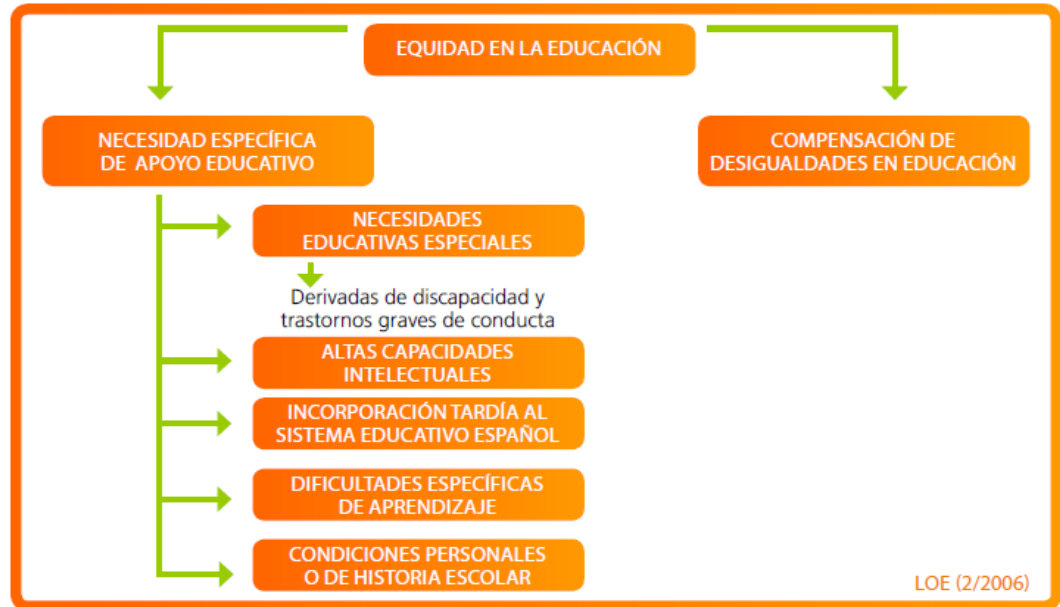 EQUIDAD EN LA EDUCACIÓN
NECESIDAD ESPECÍFICA
DE APOYO EDUCATIVO
COMPENSACIÓN DE
DESIGUALDADES EN EDUCACIÓN
NECESIDADES
EDUCATIVAS ESPECIALES
Derivadas de discapacidad y
trastornos graves de conducta
ALTAS CAPACIDADES
INTELECTUALES
INCORPORACIÓN TARDÍA AL
SISTEMA EDUCATIVO ESPAÑOL
DIFICULTADES ESPECÍFICAS
DE APRENDIZAJE
CONDICIONES PERSONALES
O DE HISTORIA ESCOLAR
LOE (2/2006)